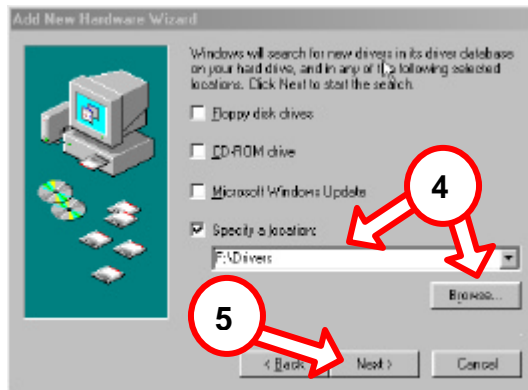 Add New Hardware Wizard
Windows will search for new drivers in its driver database
on your hard drive, and in any of the following selected
locations. Click Next to start the search.
Floppy disk drives
CD-ROM drive
Microsoft Windows Update
4
Specify a location:
F:\Drivers
Browse...
5
< Back
Next >
Cancel